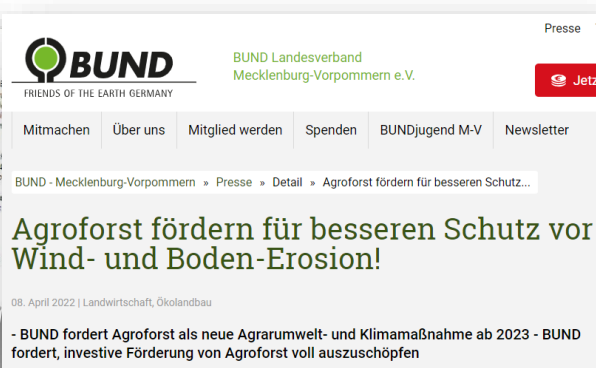 Presse
BUND
FRIENDS OF THE EARTH GERMANY
BUND Landesverband
Mecklenburg-Vorpommern e.V.
Jetz
Mitmachen Über uns Mitglied werden Spenden BUNDjugend M-V Newsletter
BUND - Mecklenburg-Vorpommern » Presse » Detail » Agroforst fördern für besseren Schutz...
Agroforst fördern für besseren Schutz vor
Wind- und Boden-Erosion!
08. April 2022 | Landwirtschaft, Ökolandbau
- BUND fordert Agroforst als neue Agrarumwelt- und Klimamaßnahme ab 2023 - BUND
fordert, investive Förderung von Agroforst voll auszuschöpfen